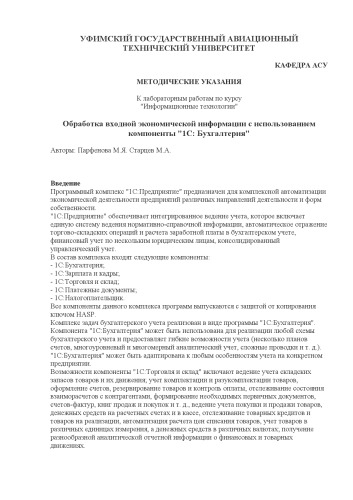 УФИМСКИЙ ГОСУДАРСТВЕННЫЙ АВИАЦИОННЫЙ
ТЕХНИЧЕСКИЙ УНИВЕРСИТЕТ
КАФЕДРА АСУ
МЕТОДИЧЕСКИЕ УКАЗАНИЯ
К лабораторным работам по курсу
"Информационные технологии"
Обработка входной экономической информации с использованием
компоненты "1С: Бухгалтерия"
Авторы: Парфенова М.Я. Старцев М.А.
Введение
Программный комплекс "1С:Предприятие" предназначен для комплексной автоматизации
экономической деятельности предприятий различных направлений деятельности и форм
собственности.
"1С:Предприятие" обеспечивает интегрированное ведение учета, которое включает
единую систему ведения нормативно-справочной информации, автоматическое отражение
торгово-складских операций и расчета заработной платы в бухгалтерском учете,
финансовый учет по нескольким юридическим лицам, консолидированный
управленческий учет.
В состав комплекса входят следующие компоненты:
- 1С:Бухгалтерия;
- 1С:Зарплата и кадры;
- 1С:Торговля и склад;
- 1С:Платежные документы,
- 1С:Налогоплательщик
Все компоненты данного комплекса программ выпускаются с защитой от копирования
ключом HASP.
Комплекс задач бухгалтерского учета реализован в виде программы "1С:Бухгалтерия".
Компонента "1С:Бухгалтерия" может быть использована для реализации любой схемы
бухгалтерского учета и предоставляет гибкие возможности учета (несколько планов
счетов, многоуровневый и многомерный аналитический учет, сложные проводки и т. д.).
"1С:Бухгалтерия" может быть адаптирована к любым особенностям учета на конкретном
предприятии.
Возможности компоненты "1С:Торговля и склад" включают ведение учета складских
запасов товаров и их движения, учет комплектации и разукомплектации товаров,
оформление счетов, резервирование товаров и контроль оплаты, отслеживание состояния
взаиморасчетов с контрагентами, формирование необходимых первичных документов,
счетов-фактур, книг продаж и покупок и т. д., ведение учета покупки и продажи товаров,
денежных средств на расчетных счетах и в кассе, отслеживание товарных кредитов и
товаров на реализации, автоматизация расчета цен списания товаров, учет товаров в
различных единицах измерения, а денежных средств в различных валютах, получение
разнообразной аналитической отчетной информации о финансовых и товарных
движениях.